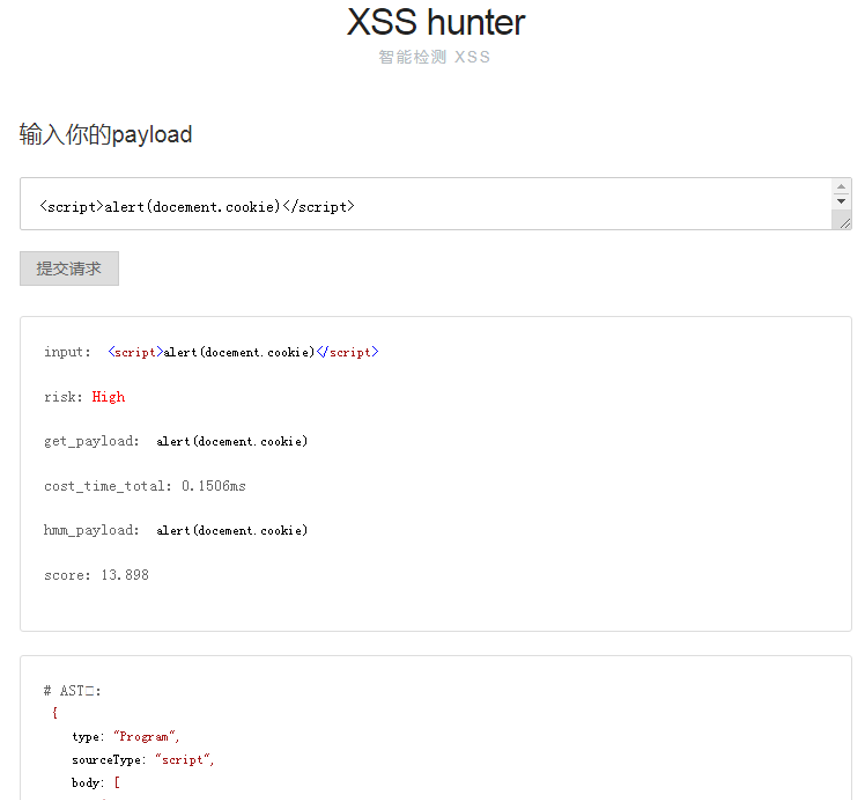 XSS hunter
智能检测 XSS
输入你的payload
<script>alert(docement.cookie)</script>
提交请求
input: <script>alert(docement.cookie)</script>
risk: High
get_payload: alert(docement.cookie)
cost_time_total: 0.1506ms
hmm_payload: alert(docement.cookie)
score: 13.898
# AST□:
{
type: "Program",
sourceType: "script",
body: [